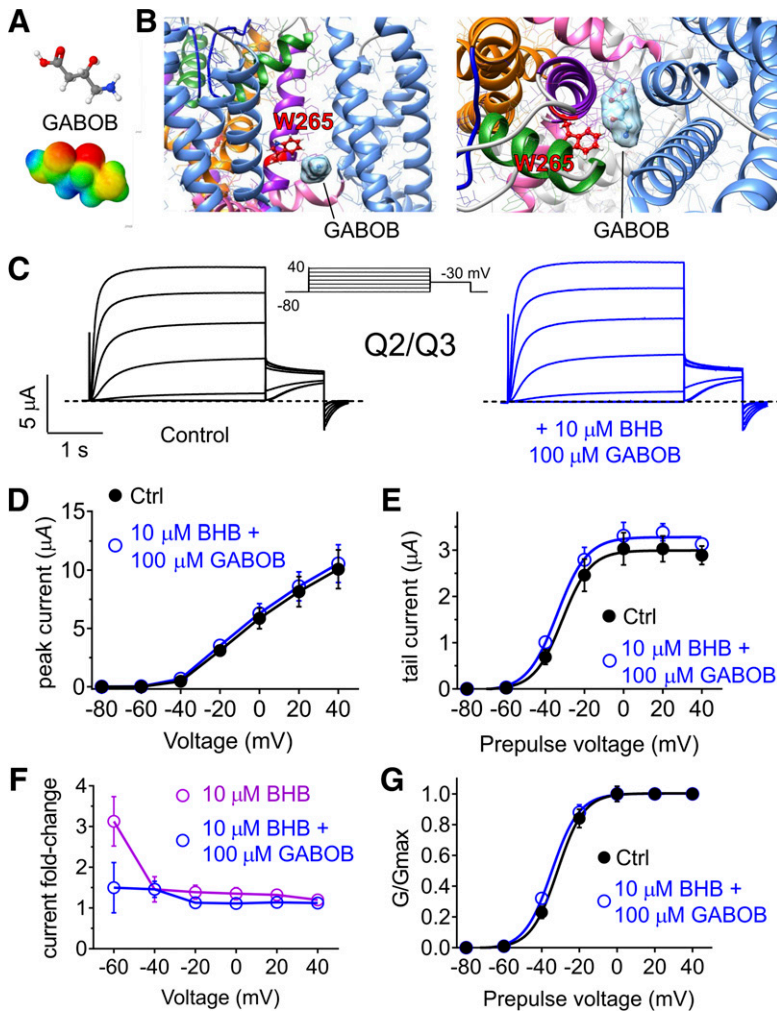 A
GABOB
B
W265
GABOB
W265
GABOB
C
40
-80
-30 mV
Q2/Q3
5 μA
1 s
Control
+ 10 μM BHB
100 μM GABOB
D
Ctrl
10 μM BHB +
100 μM GABOB
peak current (μA)
15
10
5
0
-80 -60 -40 -20 0 20 40
Voltage (mV)
E
tail current (μA)
3
2
1
0
Ctrl
10 μM BHB +
100 μM GABOB
-80 -60 -40 -20 0 20 40
Prepulse voltage (mV)
F
current fold-change
4
3
2
1
0
10 μM BHB
10 μM BHB +
100 μM GABOB
-60 -40 -20 0 20 40
Voltage (mV)
G
G/Gmax
1.0
0.8
0.6
0.4
0.2
0.0
Ctrl
10 μM BHB +
100 μM GABOB
-80 -60 -40 -20 0 20 40
Prepulse voltage (mV)